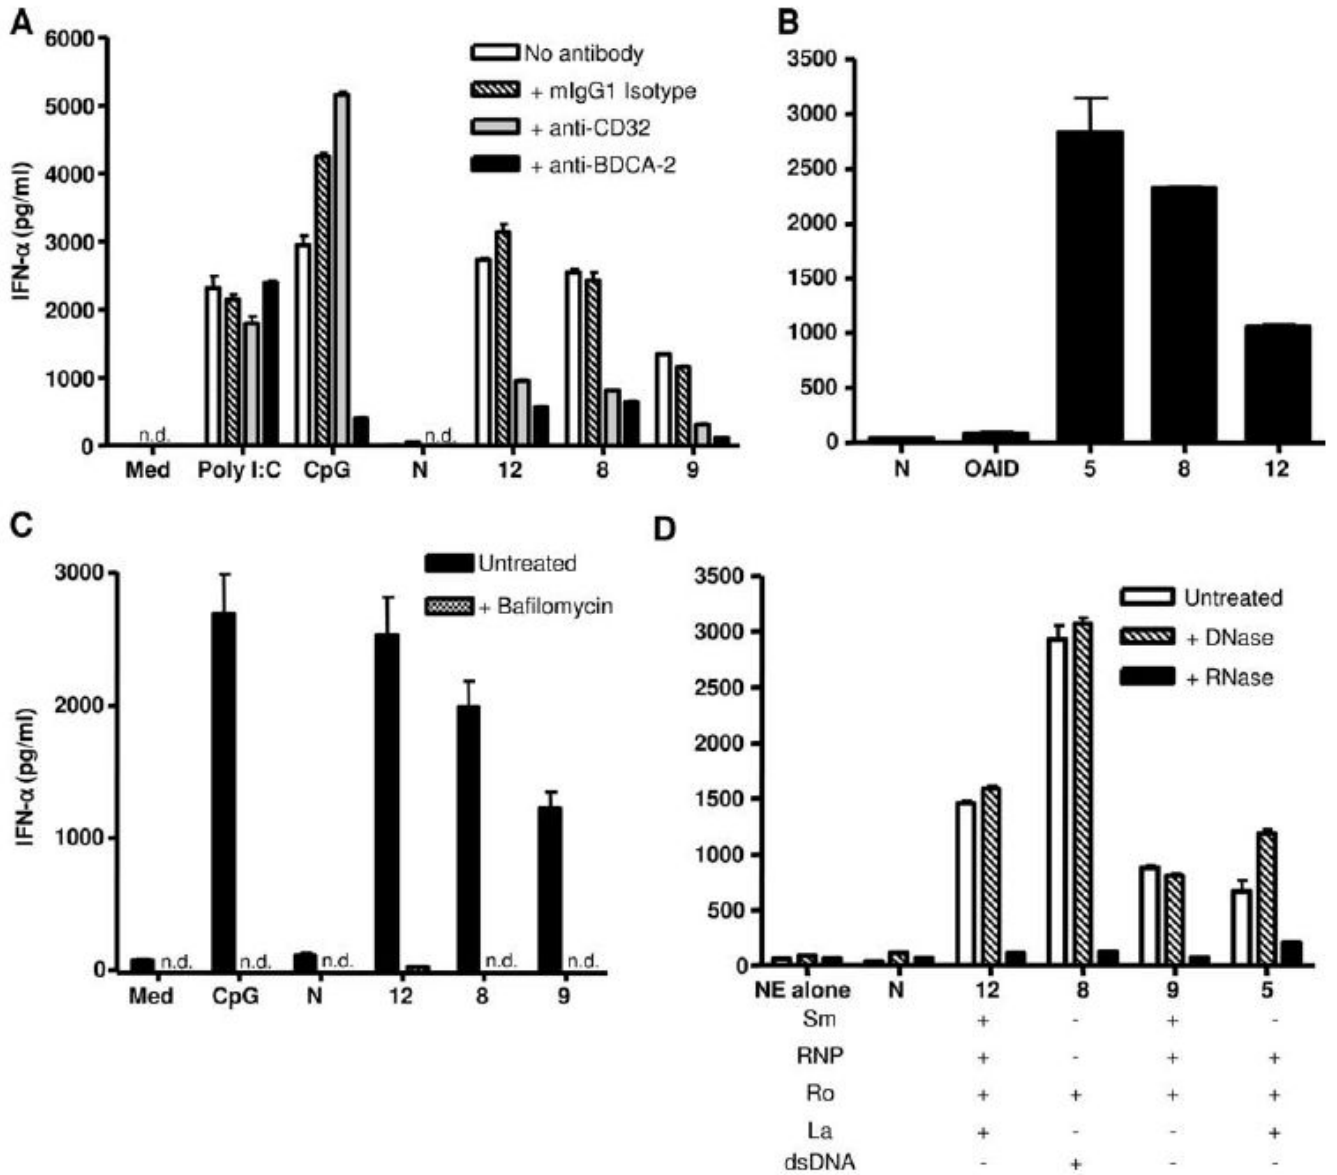 A
IFN-α (pg/ml)
6000
5000
4000
3000
2000
1000
0
No antibody
+ mIgG1 Isotype
+ anti-CD32
+ anti-BDCA-2
n.d.
n.d.
Med Poly I:C CpG N 12 8 9
B
3500
3000
2500
2000
1500
1000
500
0
N OAID 5 8 12
C
IFN-α (pg/ml)
3000
2000
1000
0
Untreated
+ Bafilomycin
n.d. n.d. n.d. n.d. n.d.
Med CpG N 12 8 9
D
3500
3000
2500
2000
1500
1000
500
0
Untreated
+ DNase
+ RNase
NE alone N 12 8 9 5
Sm + - + -
RNP + - + +
Ro + + + +
La + - - +
dsDNA - + - -